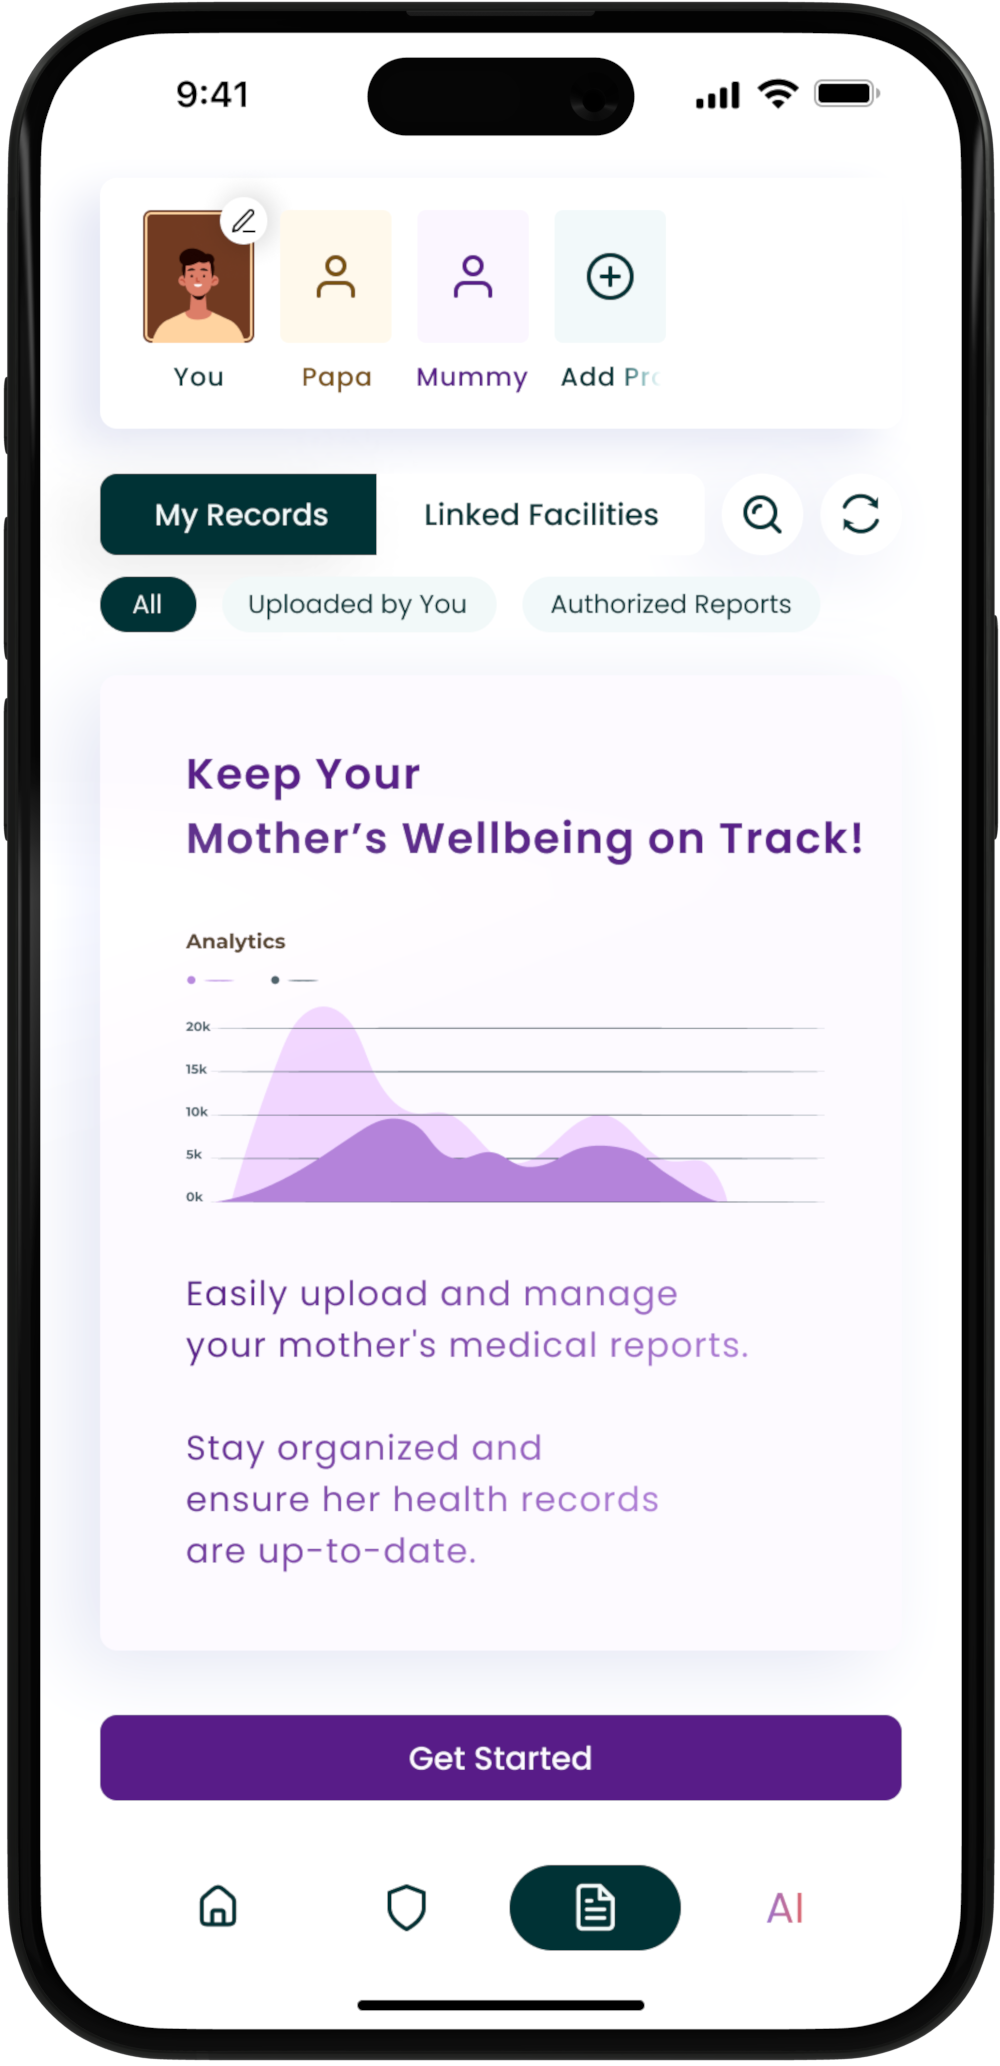 9:41
You
Papa
Mummy
Add Pro
My Records
Linked Facilities
All
Uploaded by You
Authorized Reports
Keep Your
Mother’s Wellbeing on Track!
Analytics
20k
15k
10k
5k
0k
Easily upload and manage
your mother's medical reports.
Stay organized and
ensure her health records
are up-to-date.
Get Started
AI